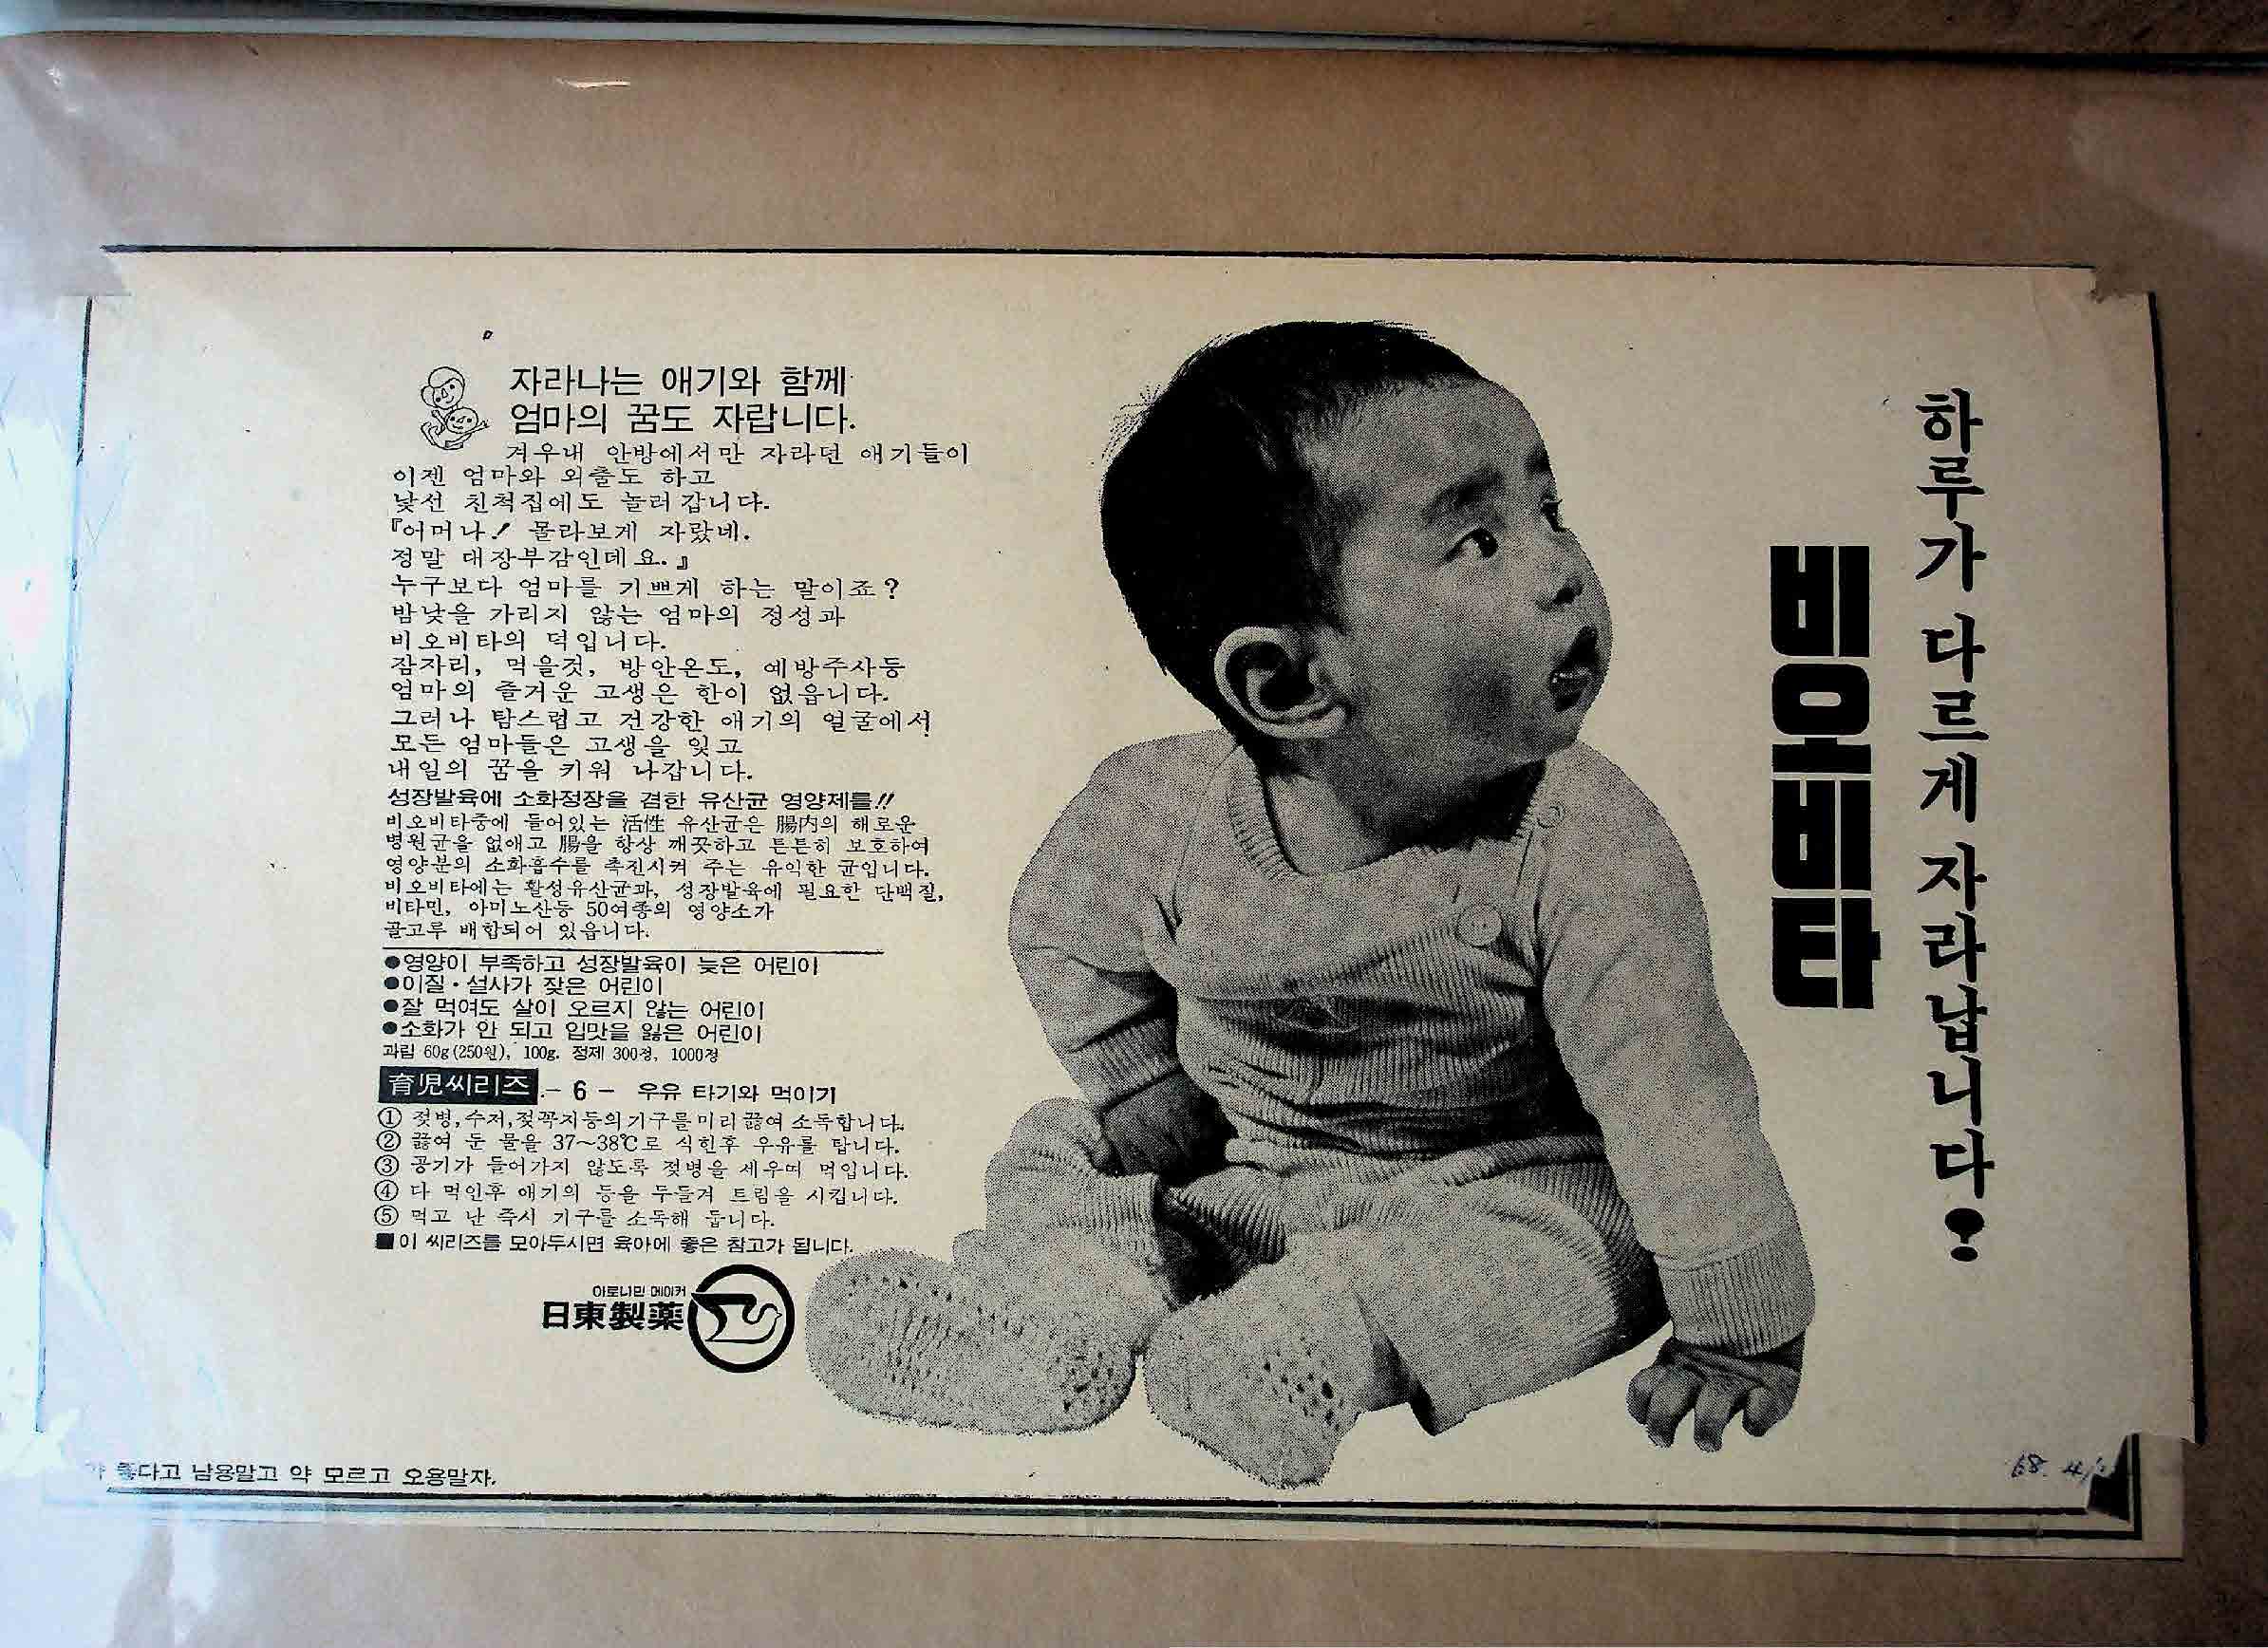 하루가 다르게 자라납니다!
비오비타
자라나는 애기와 함께
엄마의 꿈도 자랍니다.
겨우내 안방에서만 자라던 애기들이
이젠 엄마와 외출도 하고
낯선 친척집에도 놀러갑니다.
『어머나! 몰라보게 자랐네.
정말 대장부감인데요.』
누구보다 엄마를 기쁘게 하는 말이죠?
밤낮을 가리지 않는 엄마의 정성과
비오비타의 덕입니다.
잠자리, 먹을것, 방안온도, 예방주사등
엄마의 즐거운 고생은 한이 없읍니다.
그러나 탐스럽고 건강한 애기의 얼굴에서
모든 엄마들은 고생을 잊고
내일의 꿈을 키워 나갑니다.
성장발육에 소화정장을 겸한 유산균 영양제를!!
비오비타중에 들어있는 活性 유산균은 腸内의 해로운
병원균을 없애고 腸을 항상 깨끗하고 튼튼히 보호하여
영양분의 소화흡수를 촉진시켜 주는 유익한 균입니다.
비오비타에는 활성유산균과, 성장발육에 필요한 단백질,
비타민, 아미노산등 50여종의 영양소가
골고루 배합되어 있읍니다.
●영양이 부족하고 성장발육이 늦은 어린이
●이질・설사가 잦은 어린이
●잘 먹여도 살이 오르지 않는 어린이
●소화가 안 되고 입맛을 잃은 어린이
과립 60g(250원), 100g. 정제 300정, 1000정
育児씨리즈 - 6 - 우유 타기와 먹이기
① 젖병,수저,젖꼭지등의기구를미리끓여소독합니다.
② 끓여 둔 물을 37~38℃로 식힌후 우유를 탑니다.
③ 공기가 들어가지 않도록 젖병을 세우며 먹입니다.
④ 다 먹인후 애기의 등을 두들겨 트림을 시킵니다.
⑤ 먹고 난 즉시 기구를 소독해 둡니다.
■이 씨리즈를 모아두시면 육아에 좋은 참고가 됩니다.
아로나민 메이커
日東製薬
좋다고 남용말고 약 모르고 오용말자.
68. 4/